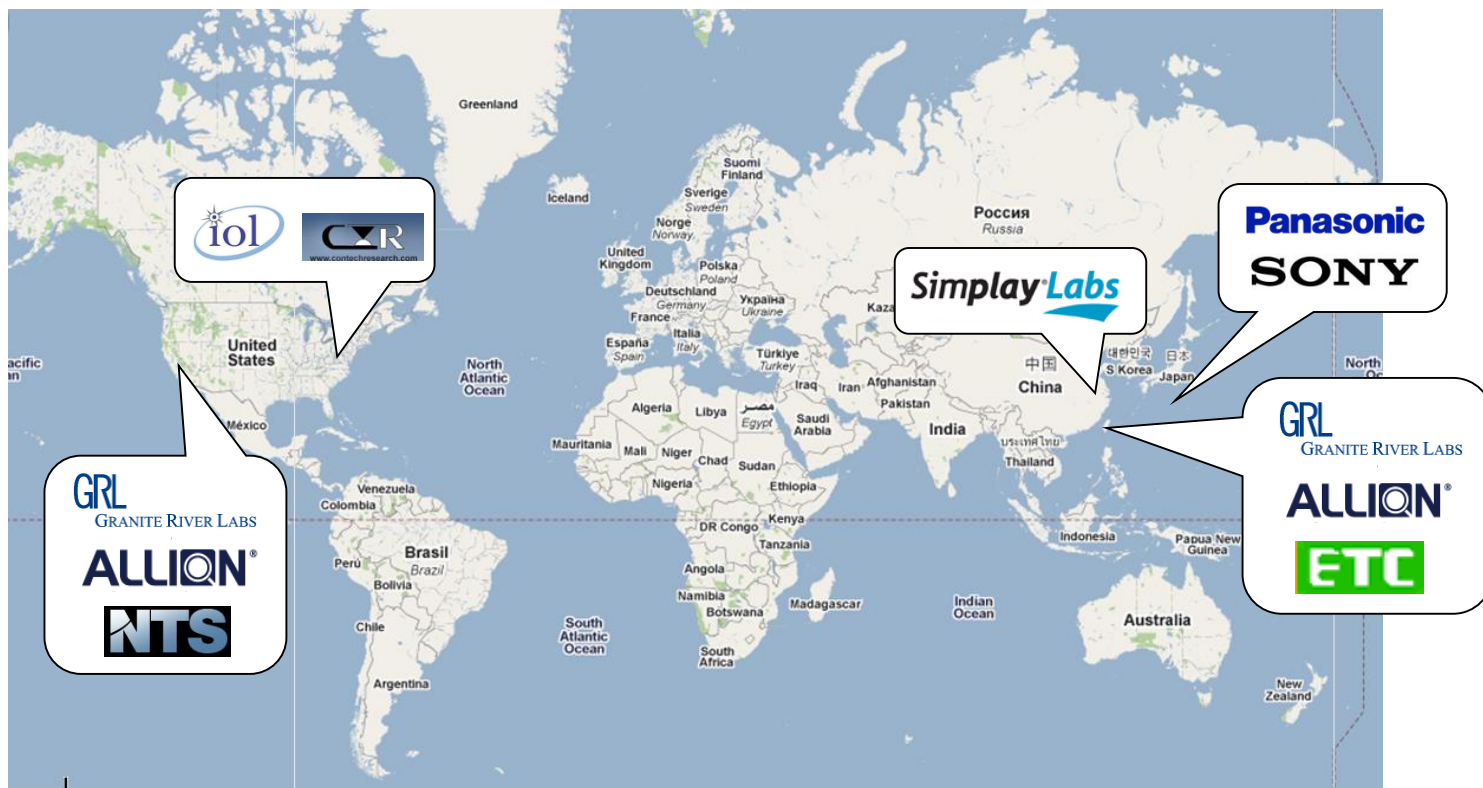 Greenland
Iceland
Suomi
Finland
Sverige
Sweden
Norge
Norway
Россия
Russia
iol
CTR
www.contechresearch.com
Panasonic
SONY
Simplay Labs
United
Kingdom
Polska
Poland
Deutschland
Germany
Україна
Ukraine
Kaza
France
Italia
Italy
España
Spain
Türkiye
Turkey
United
States
acific
an
North
Atlantic
Ocean
中国
China
대한민국
S Korea
日本
Japan
North
Iraq
Iran
Afghanistan
Pakistan
Algeria
Libya
مصر
Egypt
Saudi
Arabia
India
México
Mauritania
Mali
Niger
Chad
Sudan
ประเทศไทย
Thailand
Nigeria
Ethiopia
Venezuela
Colombia
GRL
GRANITE RIVER LABS
ALLION®
NTS
GRL
GRANITE RIVER LABS
ALLION®
ETC
DR Congo
Kenya
Tanzania
Indonesia
Papua New
Guinea
Perú
Brasil
Brazil
Bolivia
Angola
Namibia
Botswana
Madagascar
Indian
Ocean
Australia
Chile
South
Atlantic
Ocean
South
Africa
Argentina
New
Zealand